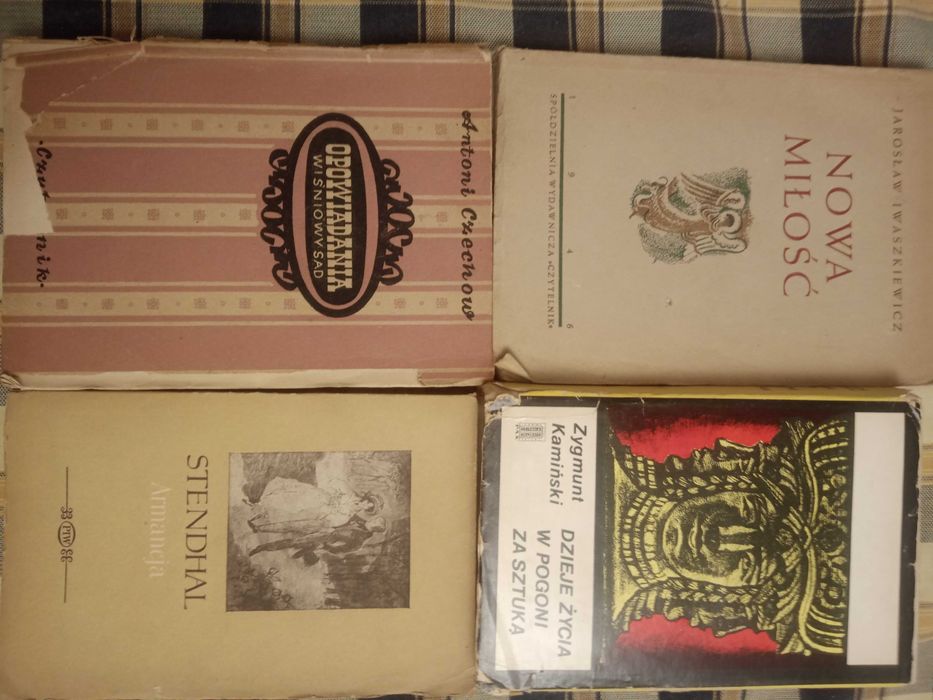 Antoni Czechow
OPOWIADANIA
WIŚNIOWY SAD
JAROSŁAW IWASZKIEWICZ
NOWA
MIŁOŚĆ
1 9 4 6
SPÓŁDZIELNIA WYDAWNICZA «CZYTELNIK»
STENDHAL
Armancja
PIW
Zygmunt
Kamiński
DZIEJE ŻYCIA
W POGONI
ZA SZTUKĄ